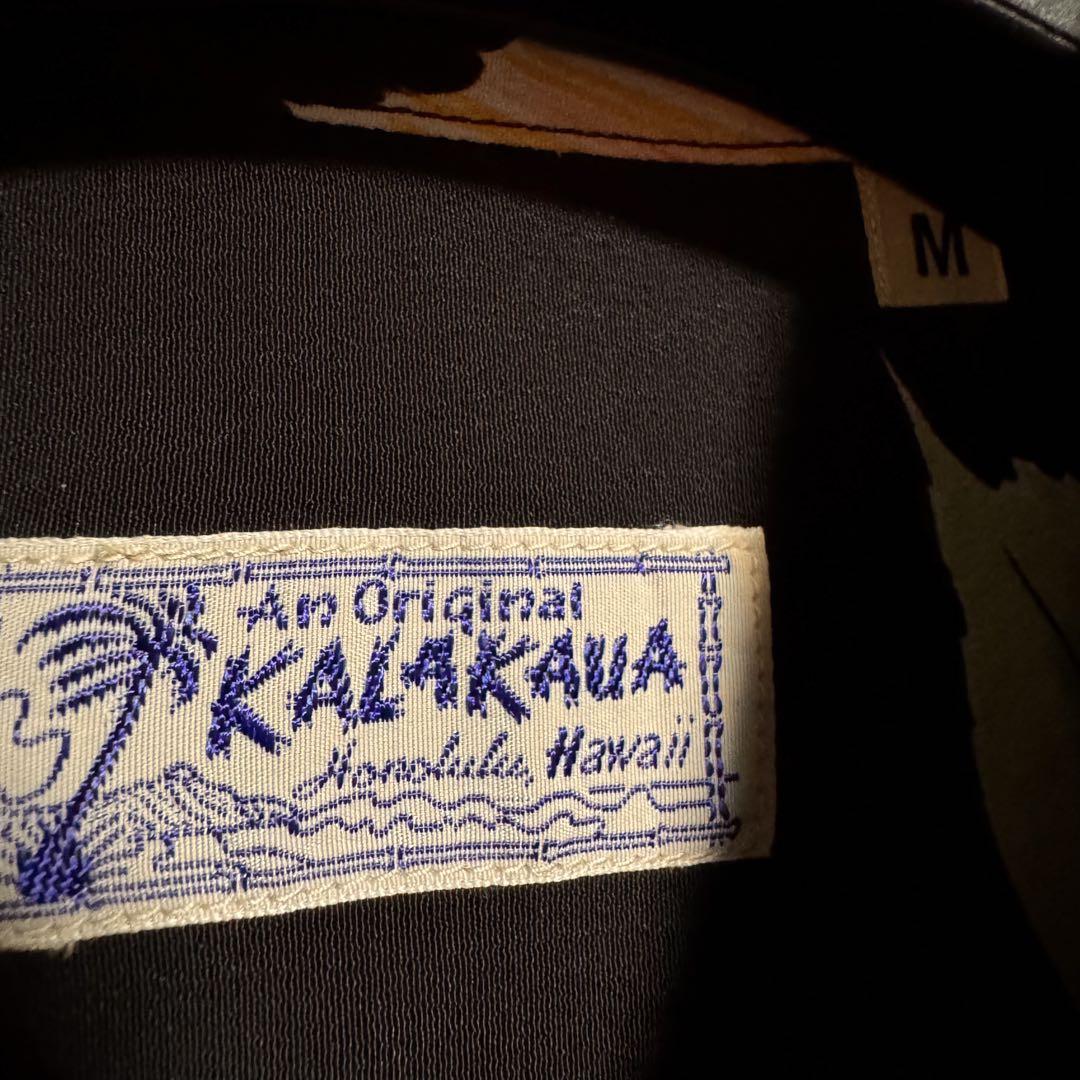 M
An Original
KALAKAUA
Honolulu, Hawaii